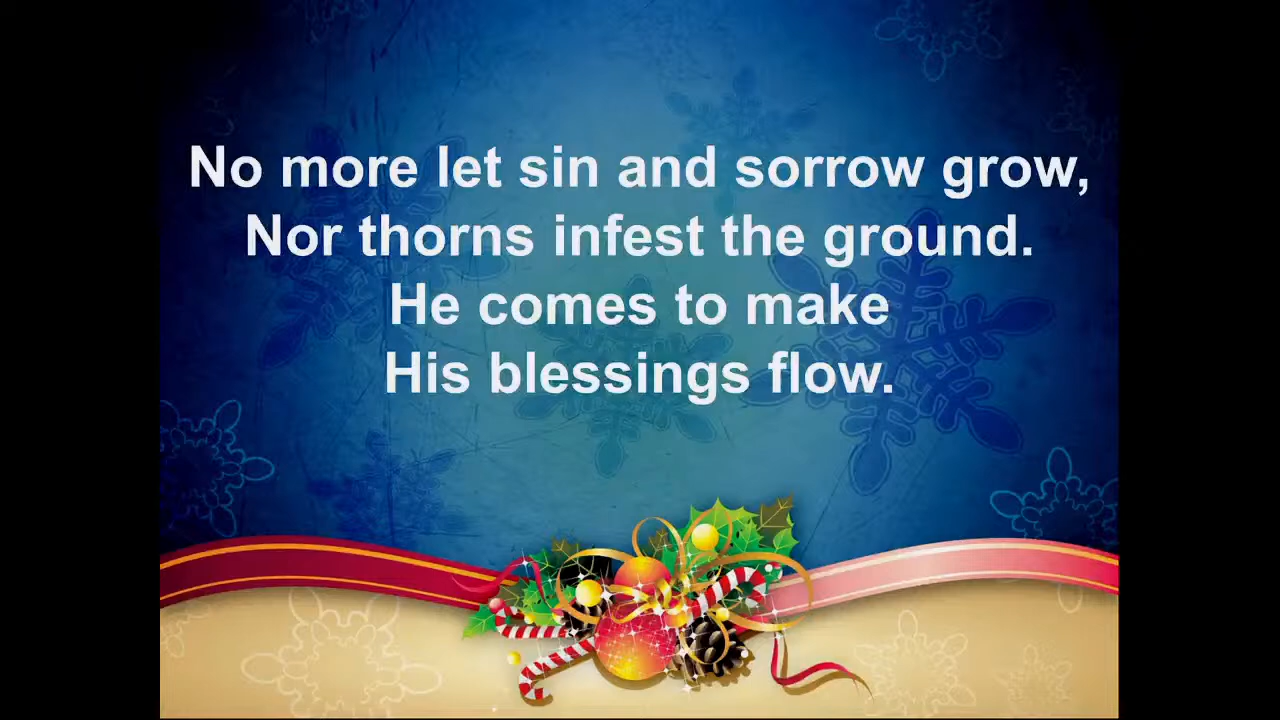 No more let sin and sorrow grow,
Nor thorns infest the ground.
He comes to make
His blessings flow.